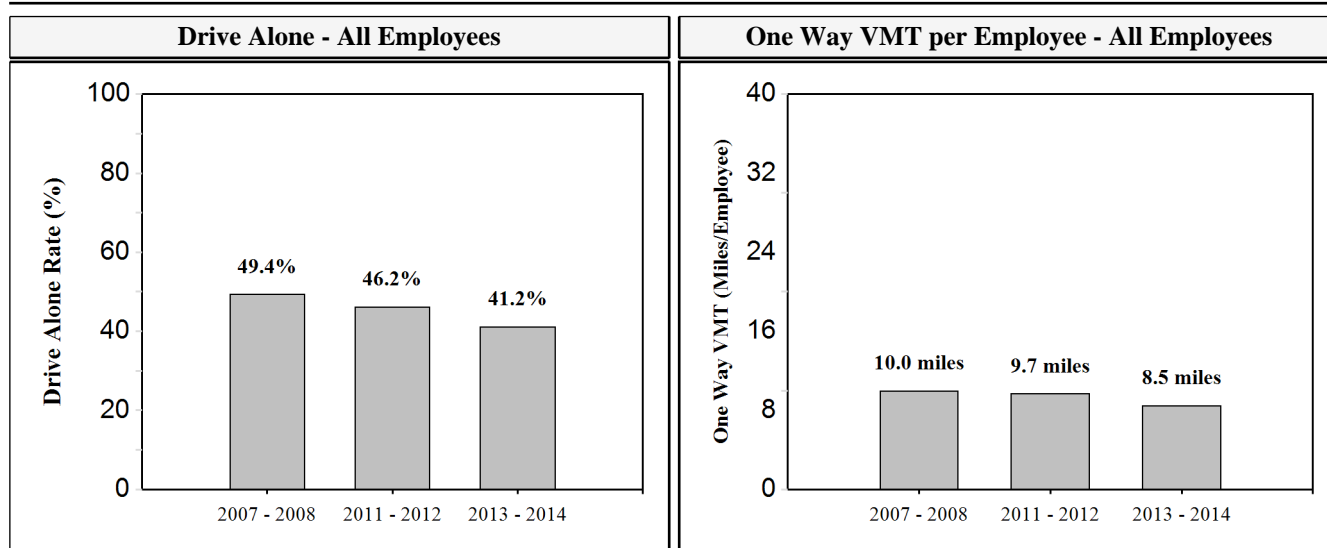 Drive Alone - All Employees
Drive Alone Rate (%)
100
80
60
40
20
0
49.4%
46.2%
41.2%
2007 - 2008
2011 - 2012
2013 - 2014
One Way VMT per Employee - All Employees
One Way VMT (Miles/Employee)
40
32
24
16
8
0
10.0 miles
9.7 miles
8.5 miles
2007 - 2008
2011 - 2012
2013 - 2014